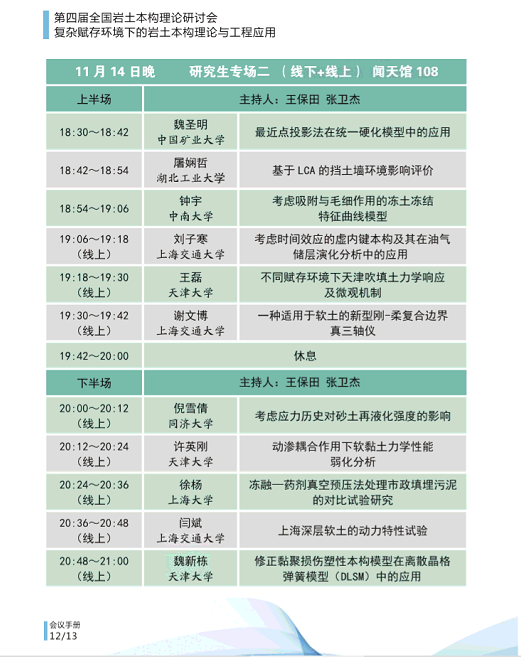 第四届全国岩土本构理论研讨会
复杂赋存环境下的岩土本构理论与工程应用
11月14日晚 研究生专场二 （线下+线上） 闻天馆 108
上半场 主持人：王保田 张卫杰
18:30～18:42 魏圣明 中国矿业大学 最近点投影法在统一硬化模型中的应用
18:42～18:54 屠娴哲 湖北工业大学 基于 LCA 的挡土墙环境影响评价
18:54～19:06 钟宇 中南大学 考虑吸附与毛细作用的冻土冻结
特征曲线模型
19:06～19:18 刘子寒 考虑时间效应的虚内键本构及其在油气
（线上） 上海交通大学 储层演化分析中的应用
19:18～19:30 王磊 不同赋存环境下天津吹填土力学响应
（线上） 天津大学 及微观机制
19:30～19:42 谢文博 一种适用于软土的新型刚-柔复合边界
（线上） 上海交通大学 真三轴仪
19:42～20:00 休息
下半场 主持人：王保田 张卫杰
20:00～20:12 倪雪倩 考虑应力历史对砂土再液化强度的影响
（线上） 同济大学
20:12～20:24 许英刚 动渗耦合作用下软黏土力学性能
（线上） 天津大学 弱化分析
20:24～20:36 徐杨 冻融—药剂真空预压法处理市政填埋污泥
（线上） 上海大学 的对比试验研究
20:36～20:48 闫斌 上海深层软土的动力特性试验
（线上） 上海交通大学
20:48～21:00 魏新栋 修正黏聚损伤塑性本构模型在离散晶格
（线上） 天津大学 弹簧模型（DLSM）中的应用
会议手册
12/13